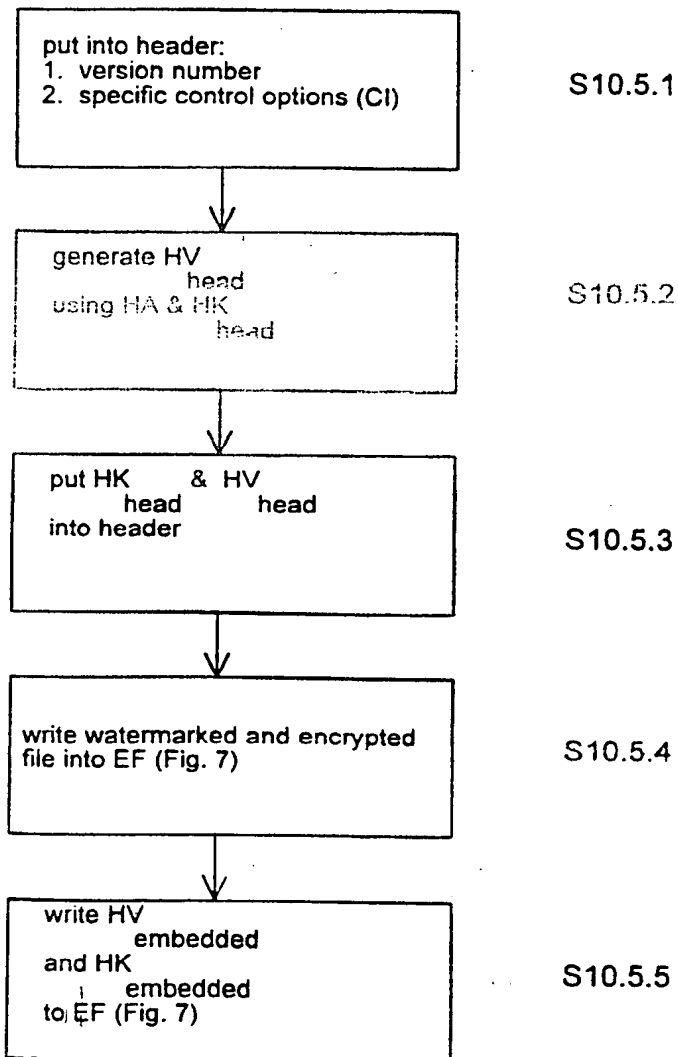 put into header:
1. version number
2. specific control options (CI)
S10.5.1
generate HV
head
using HA & HK
head
S10.5.2
put HK & HV
head head
into header
S10.5.3
write watermarked and encrypted
file into EF (Fig. 7)
S10.5.4
write HV
embedded
and HK
embedded
to EF (Fig. 7)
S10.5.5